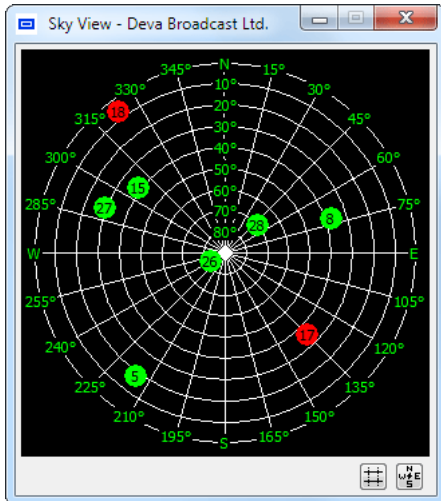 Sky View - Deva Broadcast Ltd.
N
345° 15°
330° 10° 30°
18 20°
315° 45°
30°
300° 40° 60°
50°
15 60°
285° 27 70° 8 75°
28
80°
W 26 E
255° 105°
17
240° 120°
5
225° 135°
210° 150°
195° 165°
S
N
W E
S